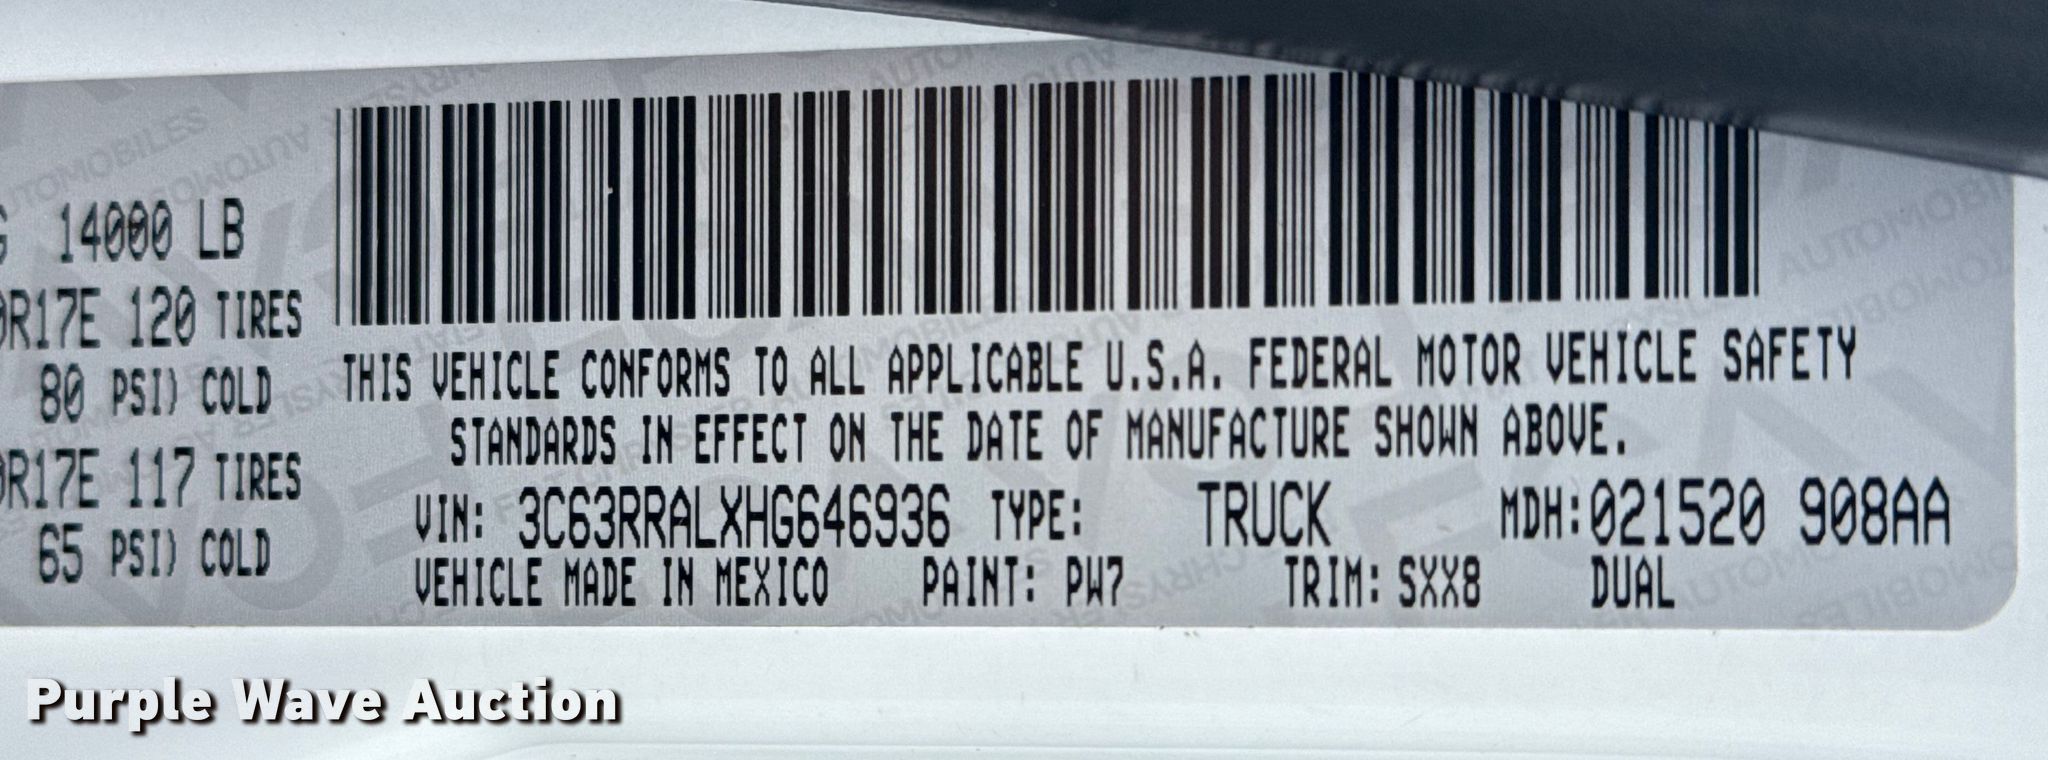 14000 LB
R17E 120 TIRES
80 PSI) COLD
R17E 117 TIRES
65 PSI) COLD
THIS VEHICLE CONFORMS TO ALL APPLICABLE U.S.A. FEDERAL MOTOR VEHICLE SAFETY
STANDARDS IN EFFECT ON THE DATE OF MANUFACTURE SHOWN ABOVE.
VIN: 3C63RRALXHG646936 TYPE: TRUCK MDH:021520 908AA
VEHICLE MADE IN MEXICO PAINT: PW7 TRIM: SXX8 DUAL
Purple Wave Auction